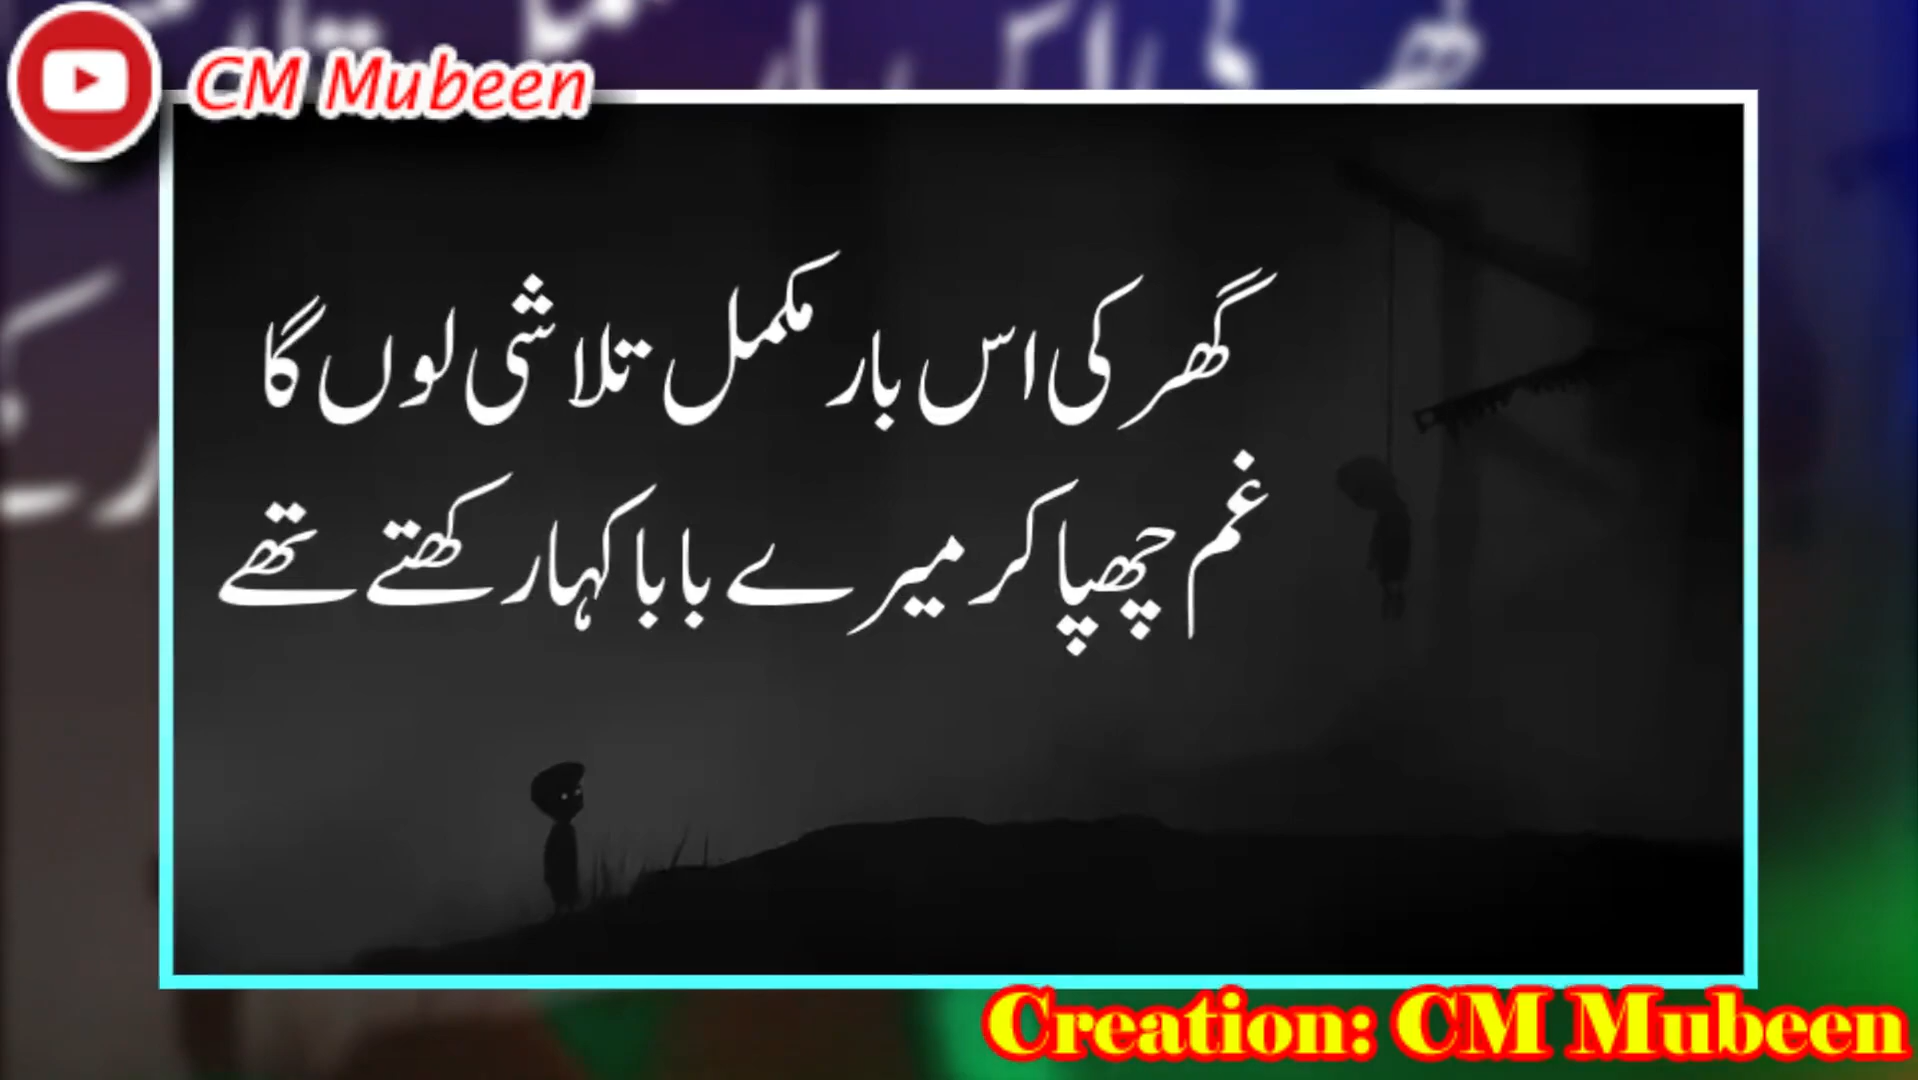 CM Mubeen
گھر کی اس بار مکمل تلاشی لوں گا
غم چھپا کر میرے بابا کہا رکھتے تھے
Creation: CM Mubeen